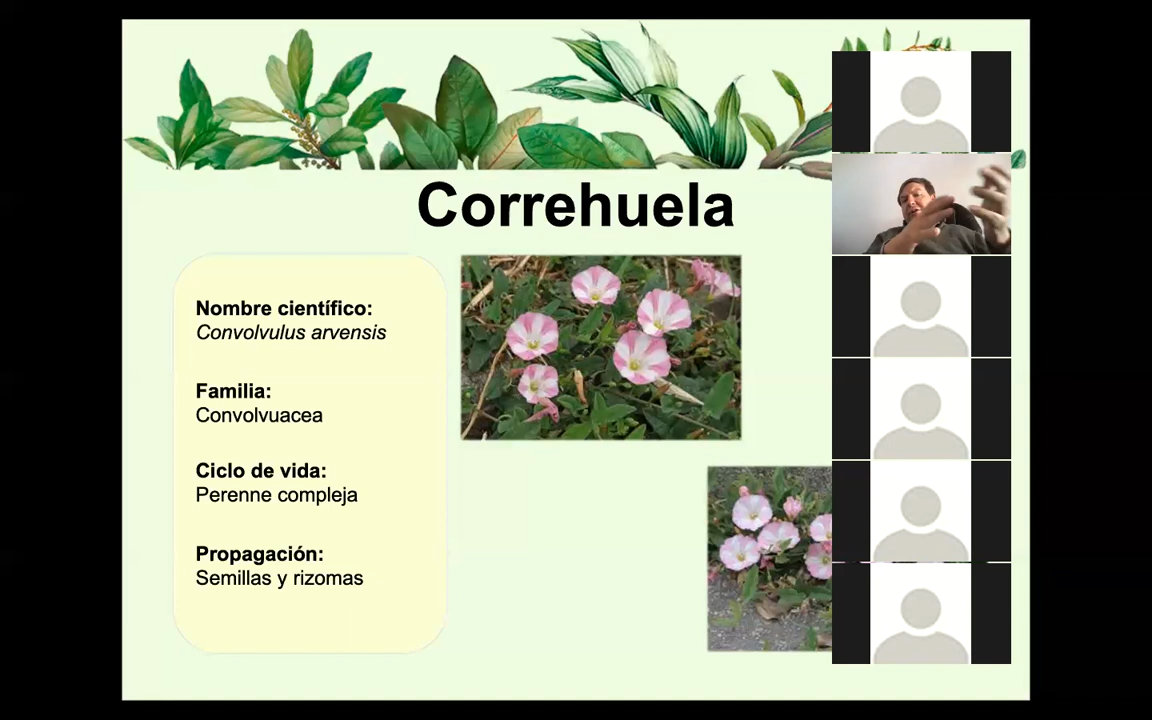 Correhuela
Nombre científico:
Convolvulus arvensis
Familia:
Convolvuacea
Ciclo de vida:
Perenne compleja
Propagación:
Semillas y rizomas